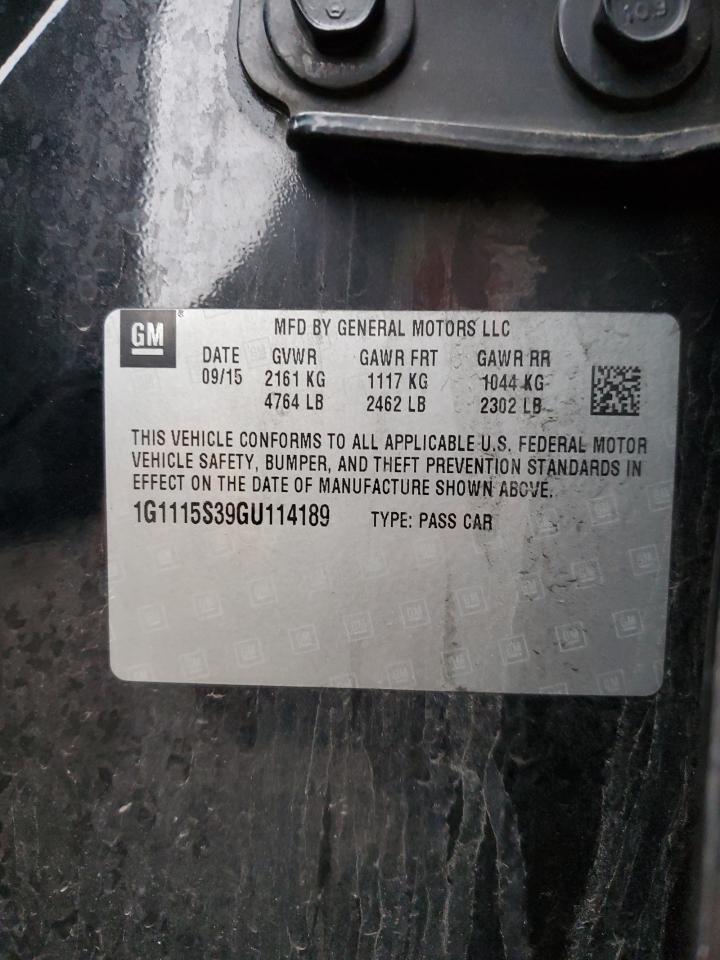 10.9
GM
MFD BY GENERAL MOTORS LLC
DATE GVWR GAWR FRT GAWR RR
09/15 2161 KG 1117 KG 1044 KG
4764 LB 2462 LB 2302 LB
THIS VEHICLE CONFORMS TO ALL APPLICABLE U.S. FEDERAL MOTOR
VEHICLE SAFETY, BUMPER, AND THEFT PREVENTION STANDARDS IN
EFFECT ON THE DATE OF MANUFACTURE SHOWN ABOVE.
1G1115S39GU114189 TYPE: PASS CAR